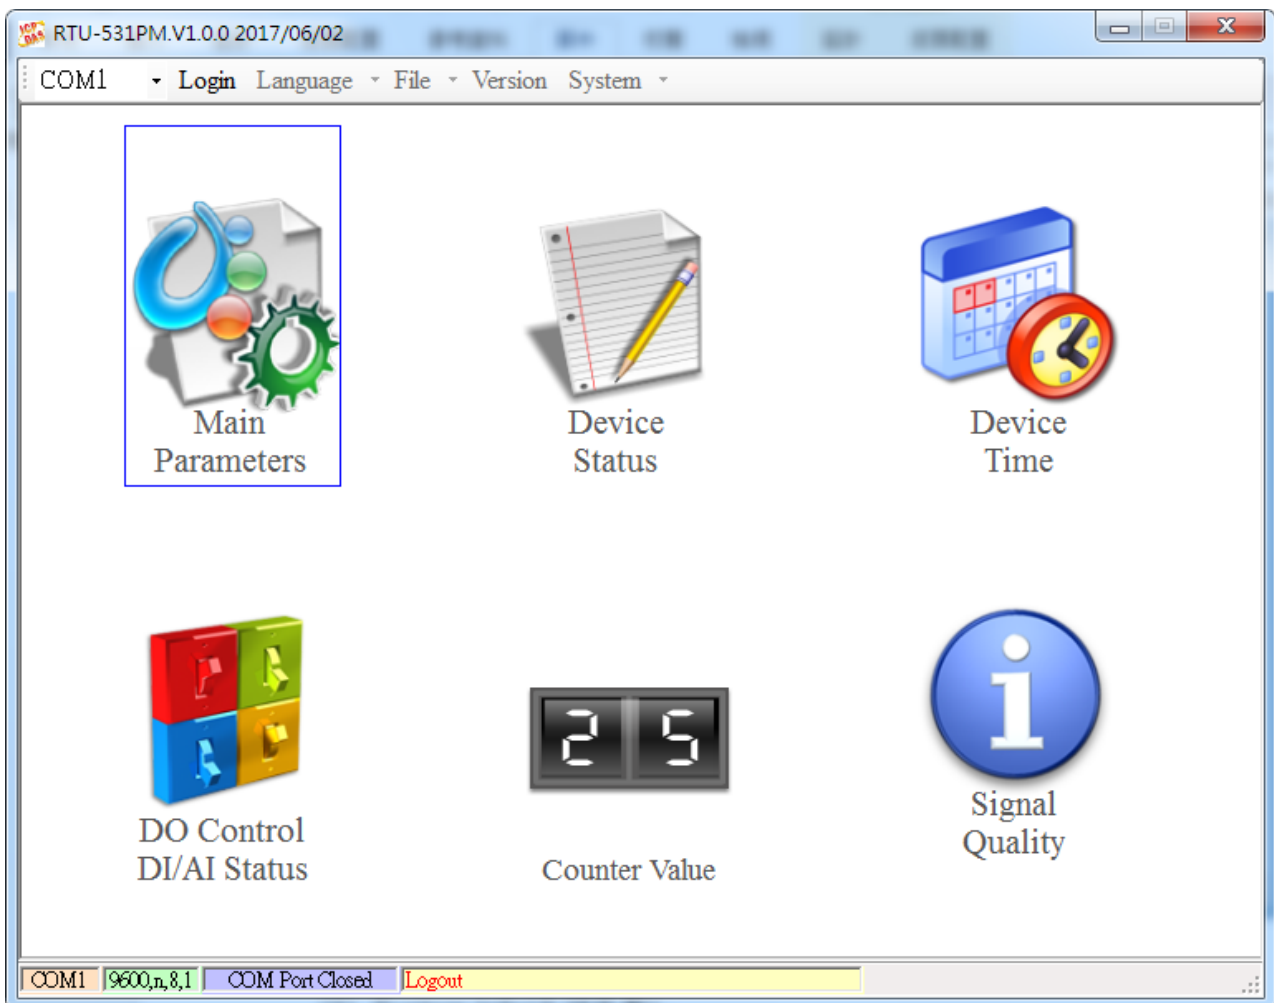 RTU-531PM.V1.0.0 2017/06/02
COM1 Login Language File Version System
Main
Parameters
Device
Status
Device
Time
DO Control
DI/AI Status
25
Counter Value
Signal
Quality
COM1 9600,n,8,1 COM Port Closed Logout